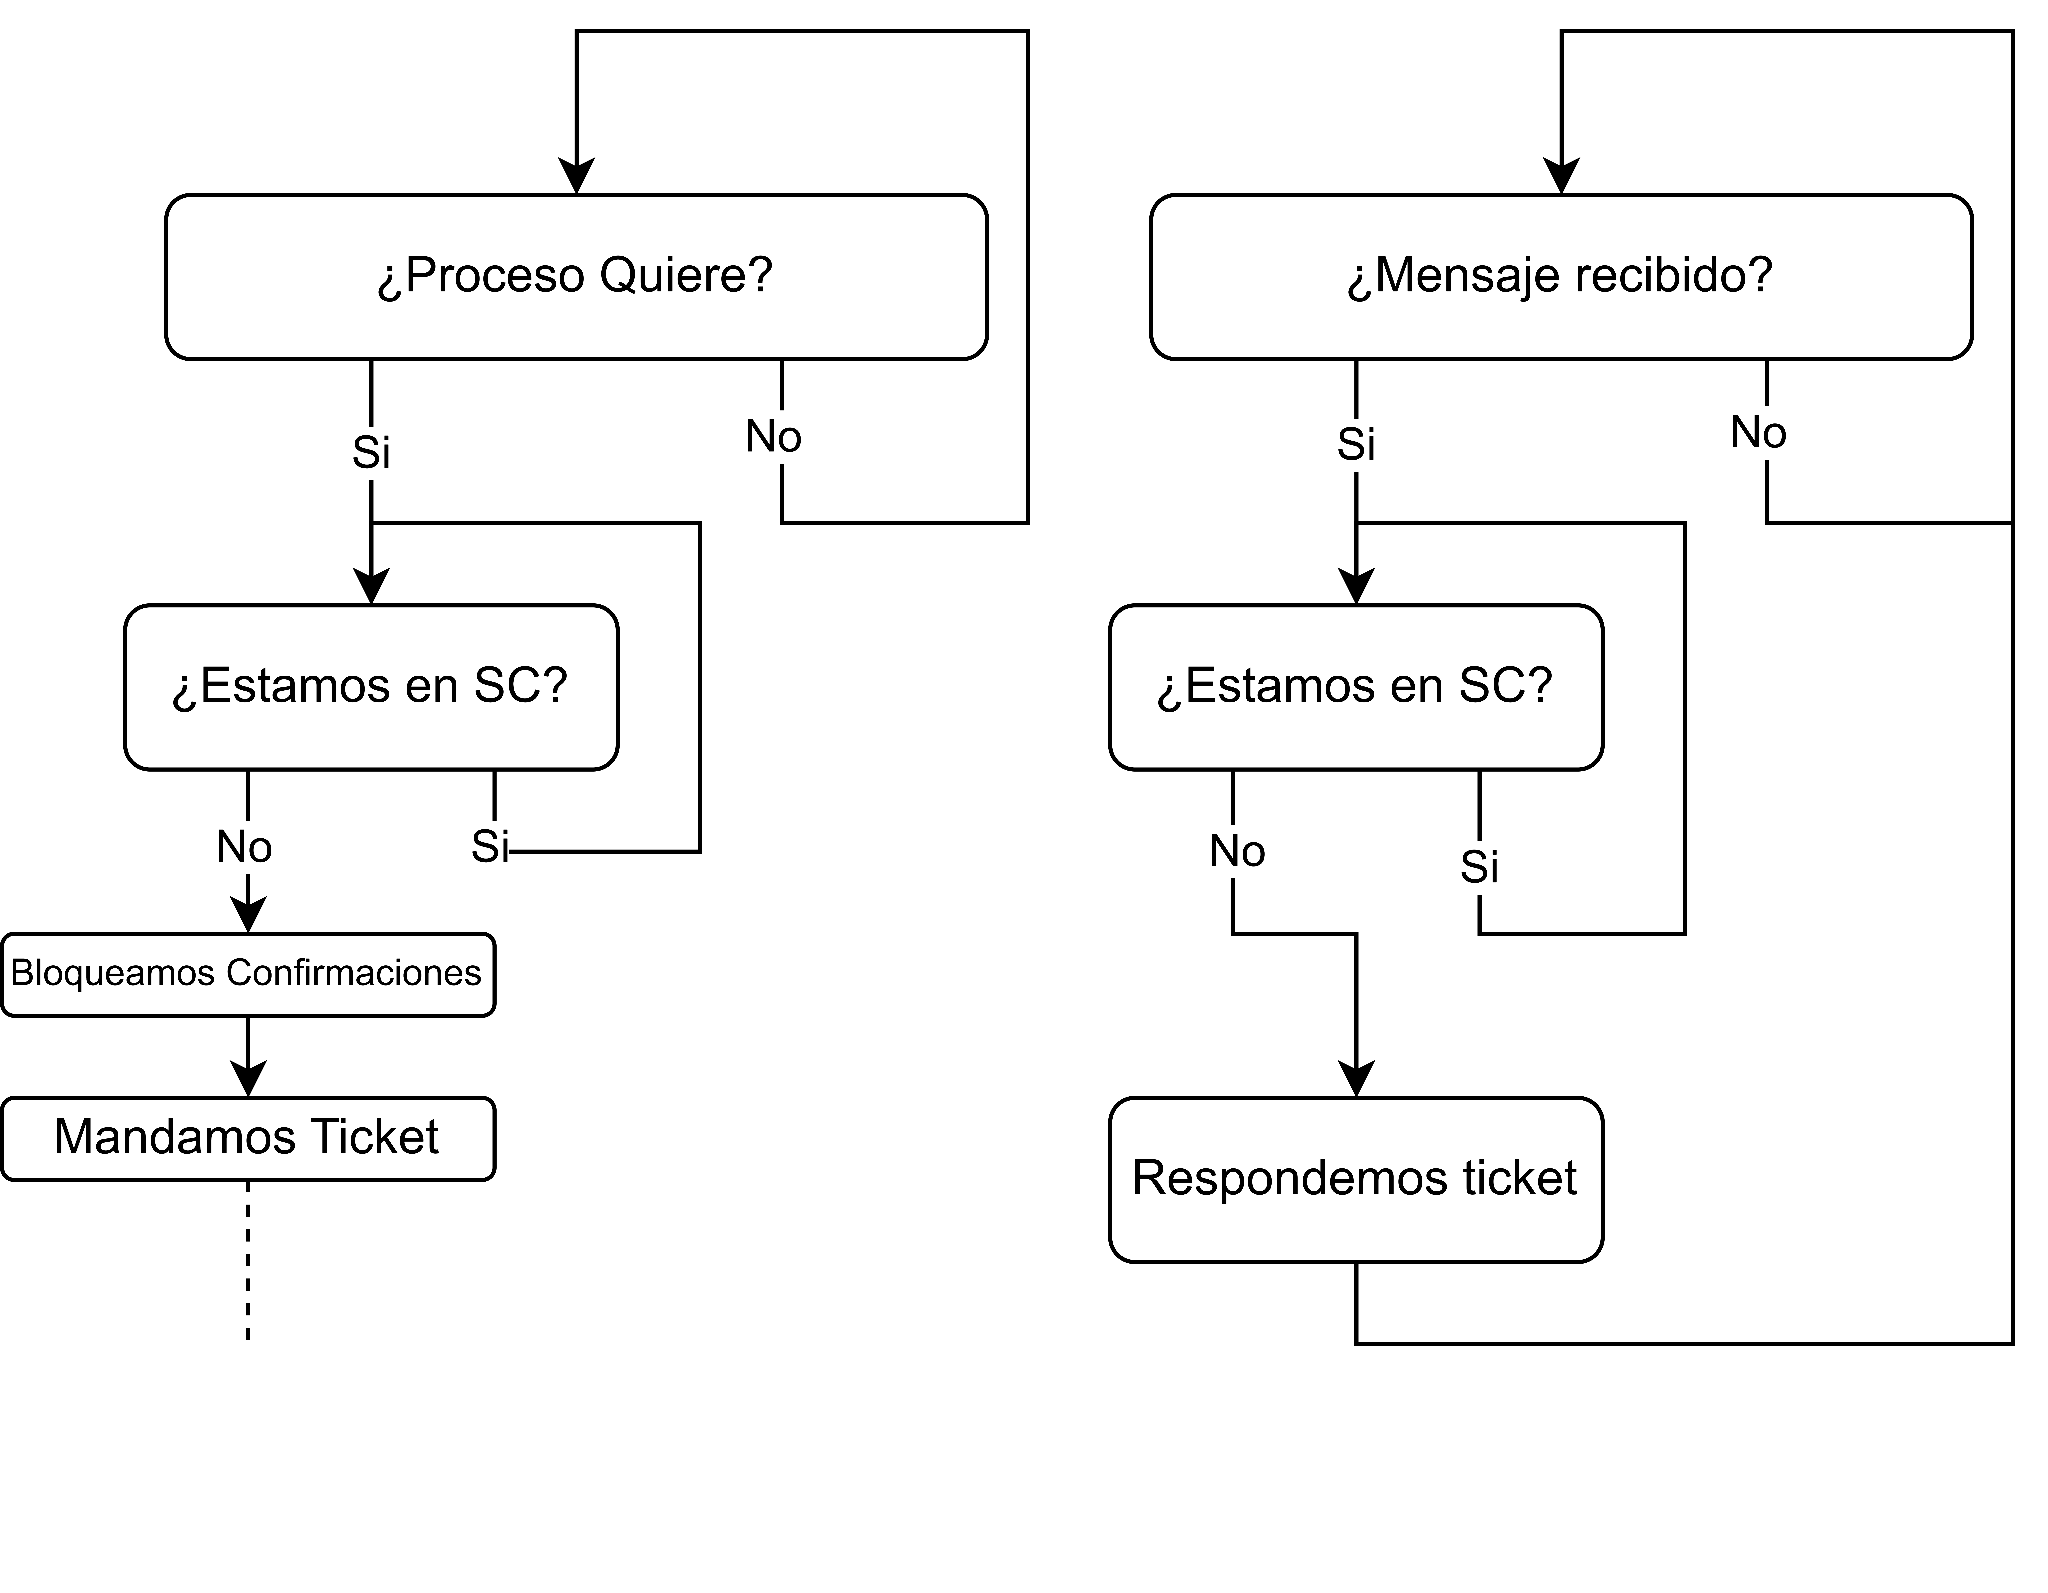 ¿Proceso Quiere?
Si
No
¿Estamos en SC?
No
Si
Bloqueamos Confirmaciones
Mandamos Ticket
¿Mensaje recibido?
Si
No
¿Estamos en SC?
No
Si
Respondemos ticket